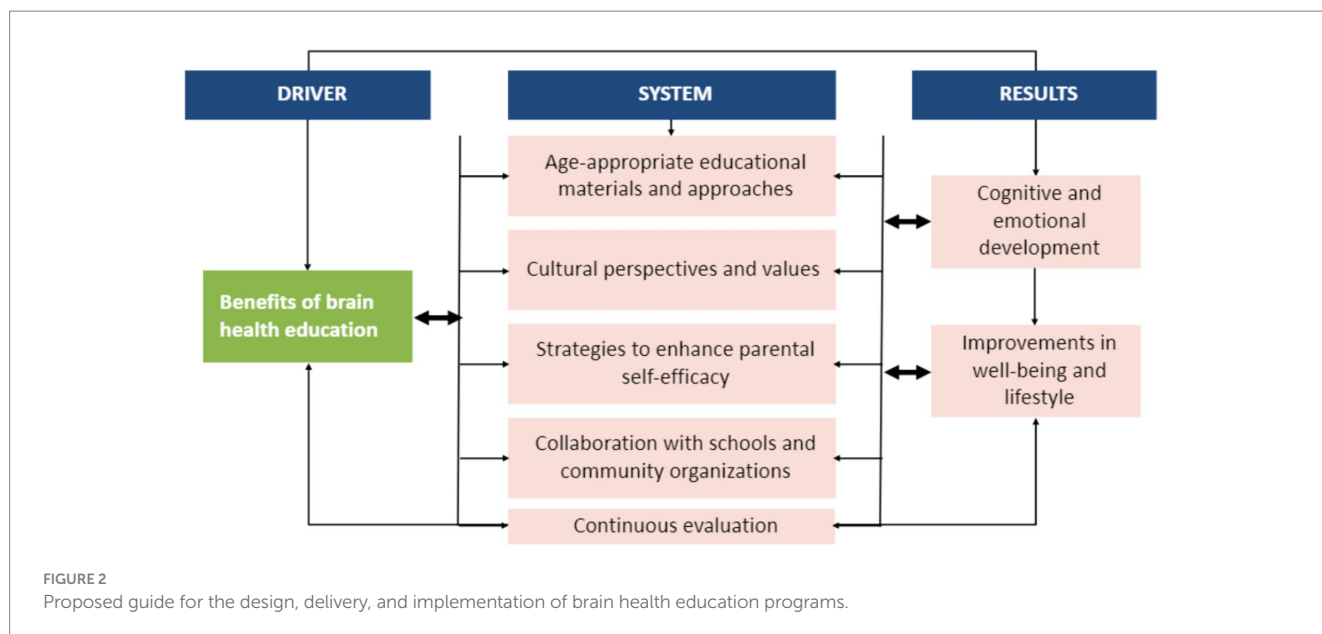 DRIVER
SYSTEM
RESULTS
Benefits of brain
health education
Age-appropriate educational
materials and approaches
Cultural perspectives and values
Strategies to enhance parental
self-efficacy
Collaboration with schools and
community organizations
Continuous evaluation
Cognitive and
emotional
development
Improvements in
well-being and
lifestyle
FIGURE 2
Proposed guide for the design, delivery, and implementation of brain health education programs.